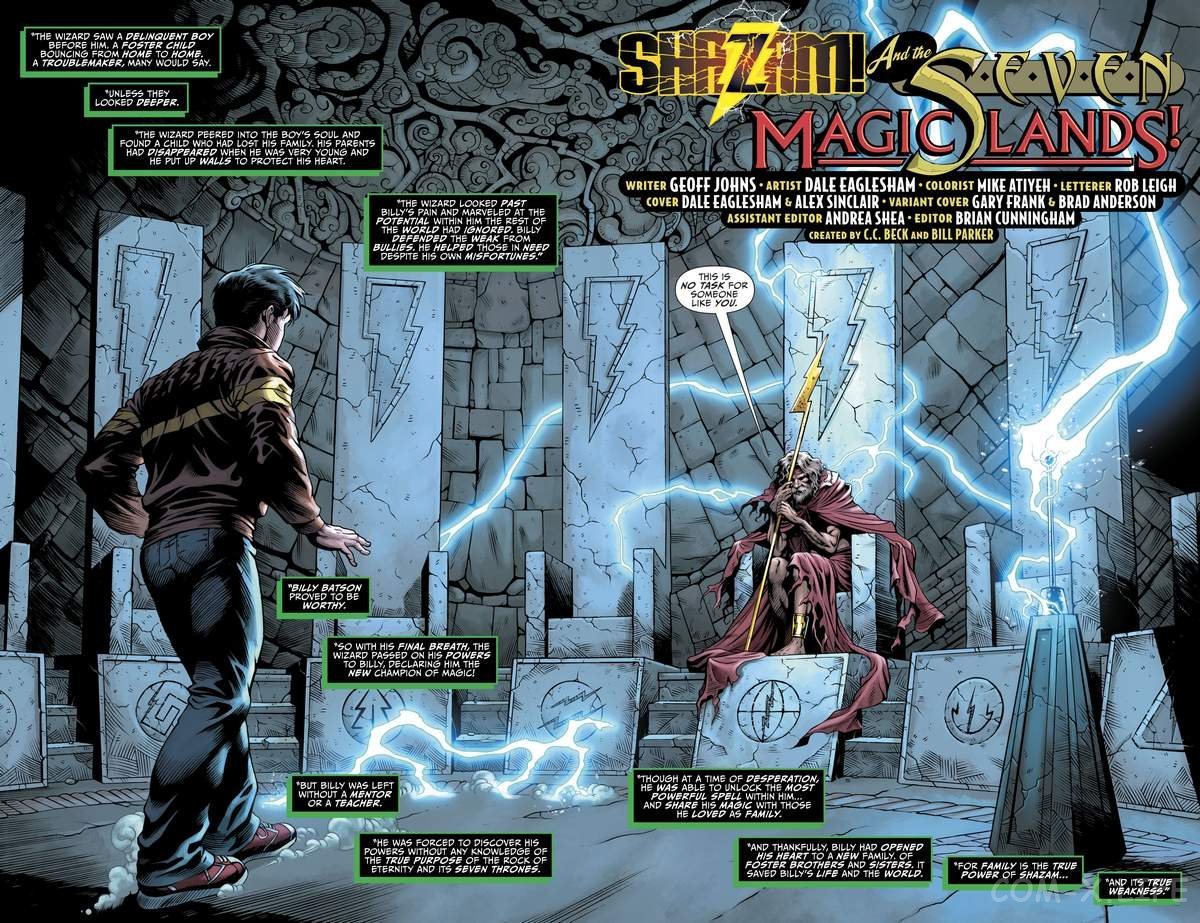 "THE WIZARD SAW A DELINQUENT BOY
BEFORE HIM. A FOSTER CHILD
BOUNCING FROM HOME TO HOME.
A TROUBLEMAKER, MANY WOULD SAY.
"UNLESS THEY
LOOKED DEEPER.
"THE WIZARD PEERED INTO THE BOY'S SOUL AND
FOUND A CHILD WHO HAD LOST HIS FAMILY. HIS PARENTS
HAD DISAPPEARED WHEN HE WAS VERY YOUNG AND
HE PUT UP WALLS TO PROTECT HIS HEART.
"THE WIZARD LOOKED PAST
BILLY'S PAIN AND MARVELED AT THE
POTENTIAL WITHIN HIM THE REST OF
THE WORLD HAD IGNORED. BILLY
DEFENDED THE WEAK FROM
BULLIES. HE HELPED THOSE IN NEED
DESPITE HIS OWN MISFORTUNES."
SHAZAM! And the SEVEN
MAGIC LANDS!
WRITER GEOFF JOHNS • ARTIST DALE EAGLESHAM • COLORIST MIKE ATIYEH • LETTERER ROB LEIGH
COVER DALE EAGLESHAM & ALEX SINCLAIR • VARIANT COVER GARY FRANK & BRAD ANDERSON
ASSISTANT EDITOR ANDREA SHEA • EDITOR BRIAN CUNNINGHAM
CREATED BY C.C. BECK AND BILL PARKER
THIS IS
NO TASK FOR
SOMEONE
LIKE YOU.
"BILLY BATSON
PROVED TO BE
WORTHY.
"SO WITH HIS FINAL BREATH, THE
WIZARD PASSED ON HIS POWERS
TO BILLY, DECLARING HIM THE
NEW CHAMPION OF MAGIC!
"BUT BILLY WAS LEFT
WITHOUT A MENTOR
OR A TEACHER.
"HE WAS FORCED TO DISCOVER HIS
POWERS WITHOUT ANY KNOWLEDGE OF
THE TRUE PURPOSE OF THE ROCK OF
ETERNITY AND ITS SEVEN THRONES.
"THOUGH AT A TIME OF DESPERATION,
HE WAS ABLE TO UNLOCK THE MOST
POWERFUL SPELL WITHIN HIM...
AND SHARE HIS MAGIC WITH THOSE
HE LOVED AS FAMILY.
"AND THANKFULLY, BILLY HAD OPENED
HIS HEART TO A NEW FAMILY. OF
FOSTER BROTHERS AND SISTERS. IT
SAVED BILLY'S LIFE AND THE WORLD.
"FOR FAMILY IS THE TRUE
POWER OF SHAZAM...
"AND ITS TRUE
WEAKNESS."